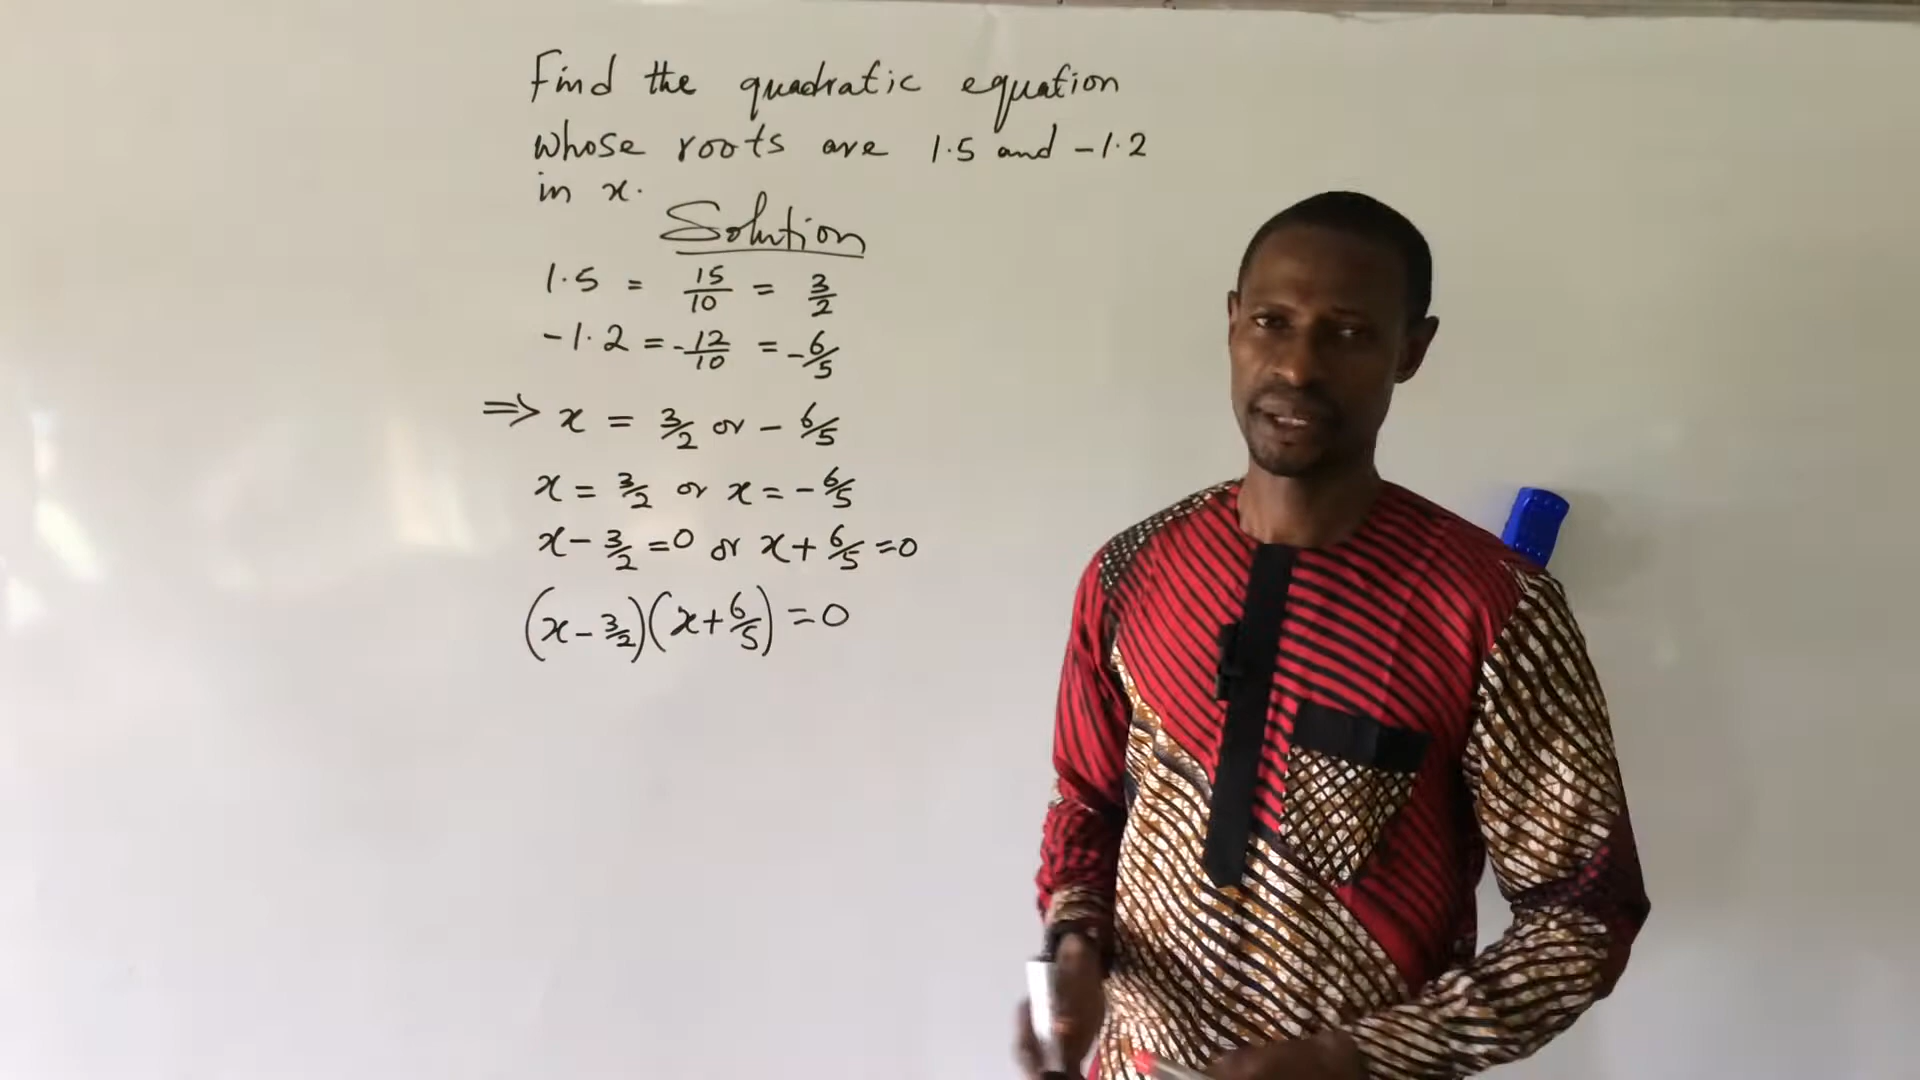 Find the quadratic equation
whose roots are 1.5 and -1.2
in x.
Solution
1.5 = 15/10 = 3/2
-1.2 = -12/10 = -6/5
⇒ x = 3/2 or - 6/5
x = 3/2 or x = - 6/5
x - 3/2 = 0 or x + 6/5 = 0
(x - 3/2)(x + 6/5) = 0